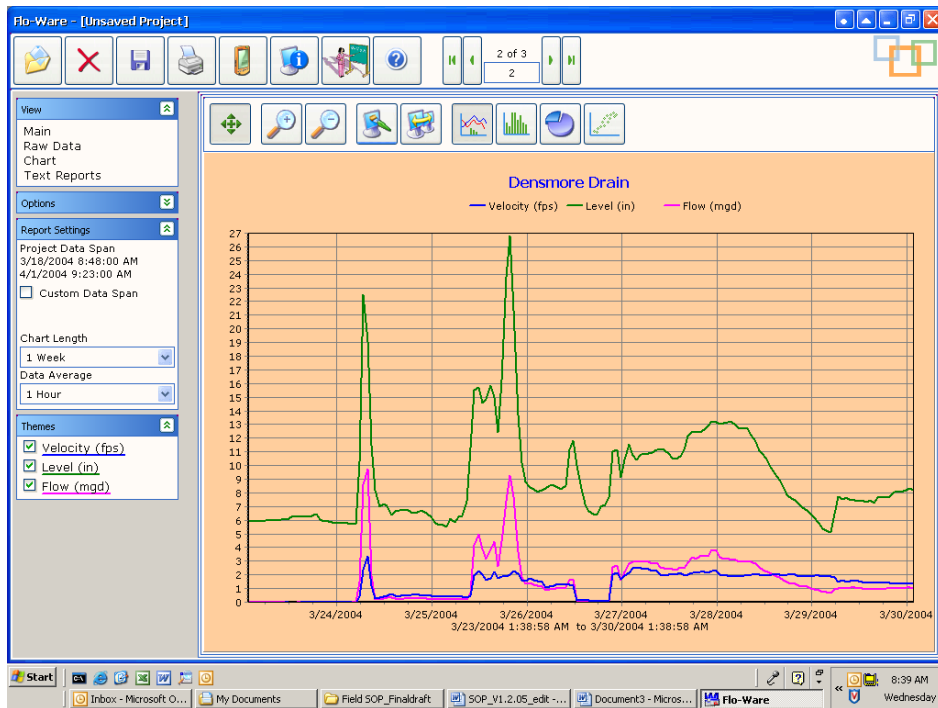 Flo-Ware - [Unsaved Project]
2 of 3
2
View
Main
Raw Data
Chart
Text Reports
Options
Report Settings
Project Data Span
3/18/2004 8:48:00 AM
4/1/2004 9:23:00 AM
Custom Data Span
Chart Length
1 Week
Data Average
1 Hour
Themes
Velocity (fps)
Level (in)
Flow (mgd)
Densmore Drain
Velocity (fps) Level (in) Flow (mgd)
27
26
25
24
23
22
21
20
19
18
17
16
15
14
13
12
11
10
9
8
7
6
5
4
3
2
1
0
3/24/2004 3/25/2004 3/26/2004 3/27/2004 3/28/2004 3/29/2004 3/30/2004
3/23/2004 1:38:58 AM to 3/30/2004 1:38:58 AM
Start
8:39 AM
Inbox - Microsoft O... My Documents Field SOP_Finaldraft SOP_V1.2.05_edit -... Document3 - Micros... Flo-Ware
Wednesday